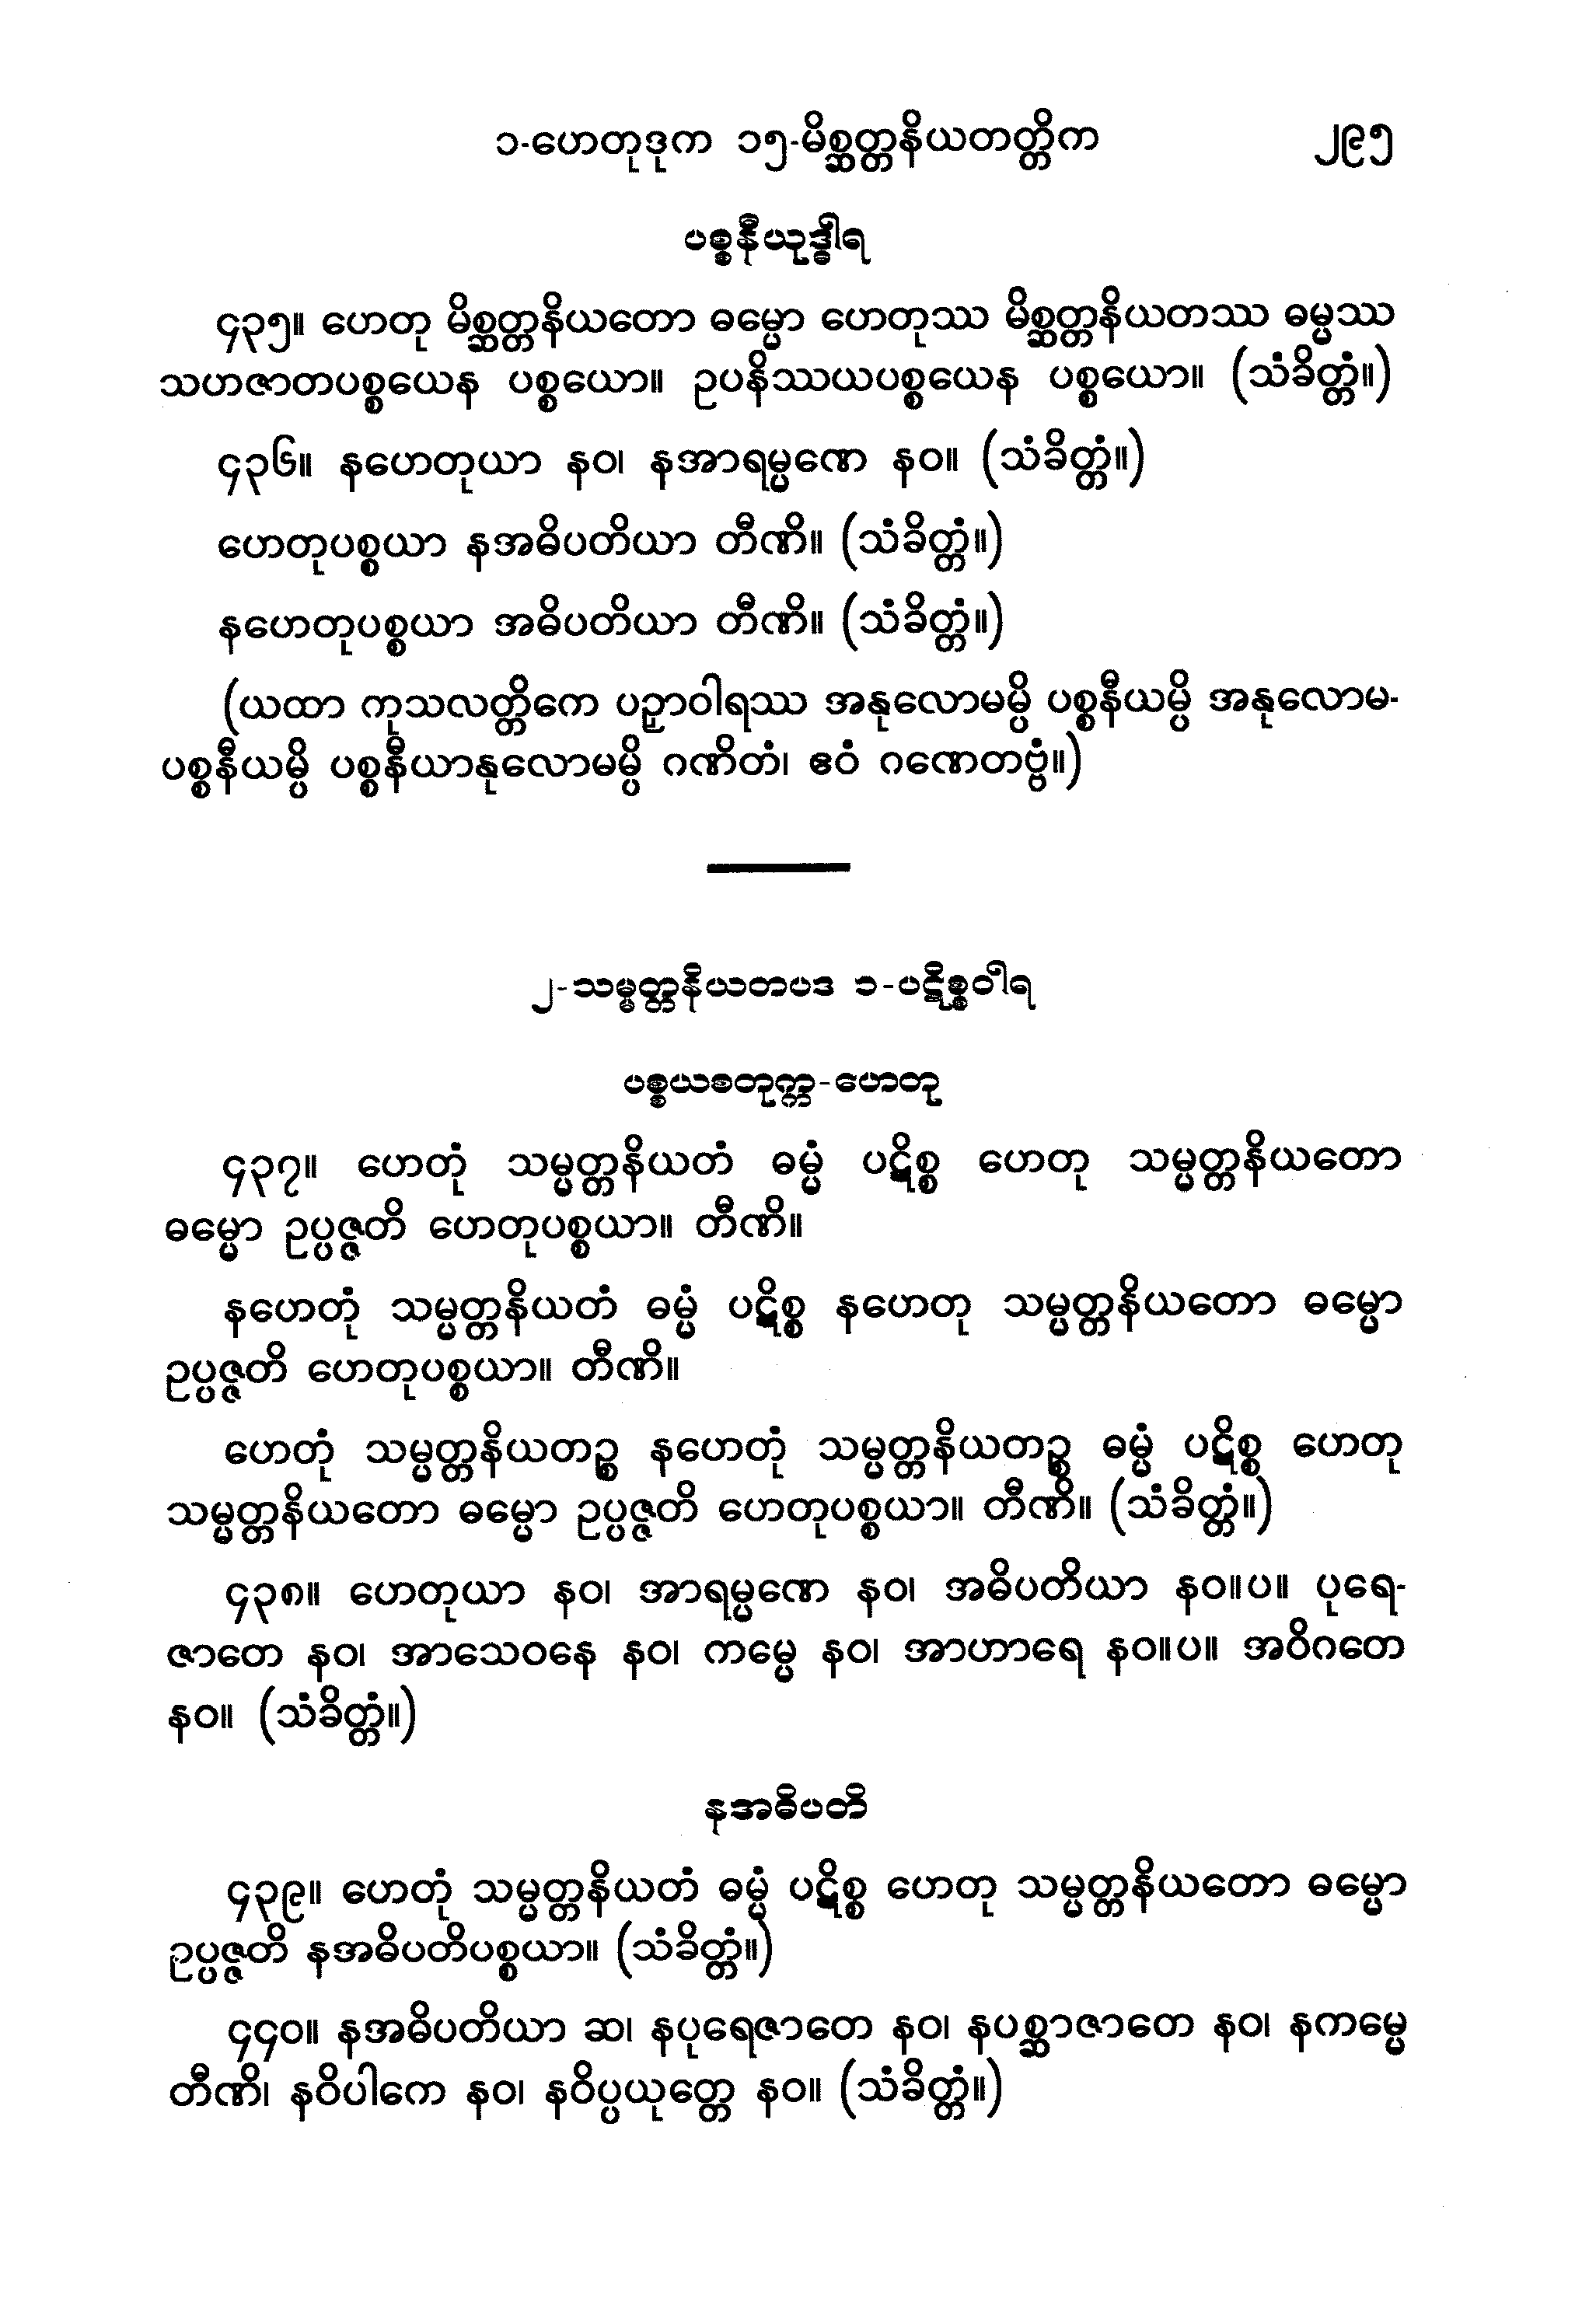 ၁-ဟေတုဒုက ၁၅-မိစ္ဆတ္တနိယတတ္တိက ၂၉၅
ပစ္စနီယုဒ္ဓါရ
၄၃၅။ ဟေတု မိစ္ဆတ္တနိယတော ဓမ္မော ဟေတုဿ မိစ္ဆတ္တနိယတဿ ဓမ္မဿ
သဟဇာတပစ္စယေန ပစ္စယော။ ဥပနိဿယပစ္စယေန ပစ္စယော။ (သံခိတ္တံ။)
၄၃၆။ နဟေတုယာ နဝ၊ နအာရမ္မဏေ နဝ။ (သံခိတ္တံ။)
ဟေတုပစ္စယာ နအဓိပတိယာ တီဏိ။ (သံခိတ္တံ။)
နဟေတုပစ္စယာ အဓိပတိယာ တီဏိ။ (သံခိတ္တံ။)
(ယထာ ကုသလတ္တိကေ ပဉှာဝါရဿ အနုလောမမ္ပိ ပစ္စနီယမ္ပိ အနုလောမ-
ပစ္စနီယမ္ပိ ပစ္စနီယာနုလောမမ္ပိ ဂဏိတံ၊ ဧဝံ ဂဏေတဗ္ဗံ။)
၂-သမ္မတ္တနိယတပဒ ၁-ပဋိစ္စဝါရ
ပစ္စယစတုက္က-ဟေတု
၄၃၇။ ဟေတုံ သမ္မတ္တနိယတံ ဓမ္မံ ပဋိစ္စ ဟေတု သမ္မတ္တနိယတော
ဓမ္မော ဥပ္ပဇ္ဇတိ ဟေတုပစ္စယာ။ တီဏိ။
နဟေတုံ သမ္မတ္တနိယတံ ဓမ္မံ ပဋိစ္စ နဟေတု သမ္မတ္တနိယတော ဓမ္မော
ဥပ္ပဇ္ဇတိ ဟေတုပစ္စယာ။ တီဏိ။
ဟေတုံ သမ္မတ္တနိယတဉ္စ နဟေတုံ သမ္မတ္တနိယတဉ္စ ဓမ္မံ ပဋိစ္စ ဟေတု
သမ္မတ္တနိယတော ဓမ္မော ဥပ္ပဇ္ဇတိ ဟေတုပစ္စယာ။ တီဏိ။ (သံခိတ္တံ။)
၄၃၈။ ဟေတုယာ နဝ၊ အာရမ္မဏေ နဝ၊ အဓိပတိယာ နဝ။ပ။ ပုရေ-
ဇာတေ နဝ၊ အာသေဝနေ နဝ၊ ကမ္မေ နဝ၊ အာဟာရေ နဝ။ပ။ အဝိဂတေ
နဝ။ (သံခိတ္တံ။)
နအဓိပတိ
၄၃၉။ ဟေတုံ သမ္မတ္တနိယတံ ဓမ္မံ ပဋိစ္စ ဟေတု သမ္မတ္တနိယတော ဓမ္မော
ဥပ္ပဇ္ဇတိ နအဓိပတိပစ္စယာ။ (သံခိတ္တံ။)
၄၄၀။ နအဓိပတိယာ ဆ၊ နပုရေဇာတေ နဝ၊ နပစ္ဆာဇာတေ နဝ၊ နကမ္မေ
တီဏိ၊ နဝိပါကေ နဝ၊ နဝိပ္ပယုတ္တေ နဝ။ (သံခိတ္တံ။)